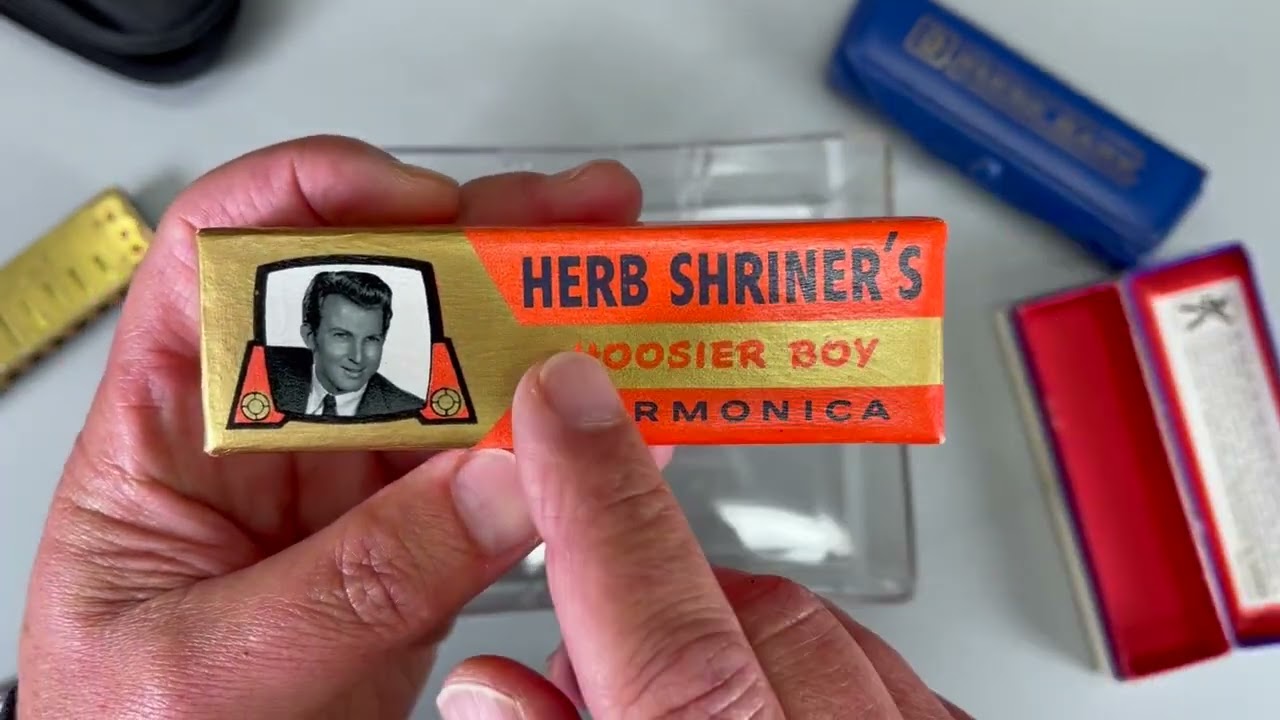 HERB SHRINER'S
HOOSIER BOY
RMONICA